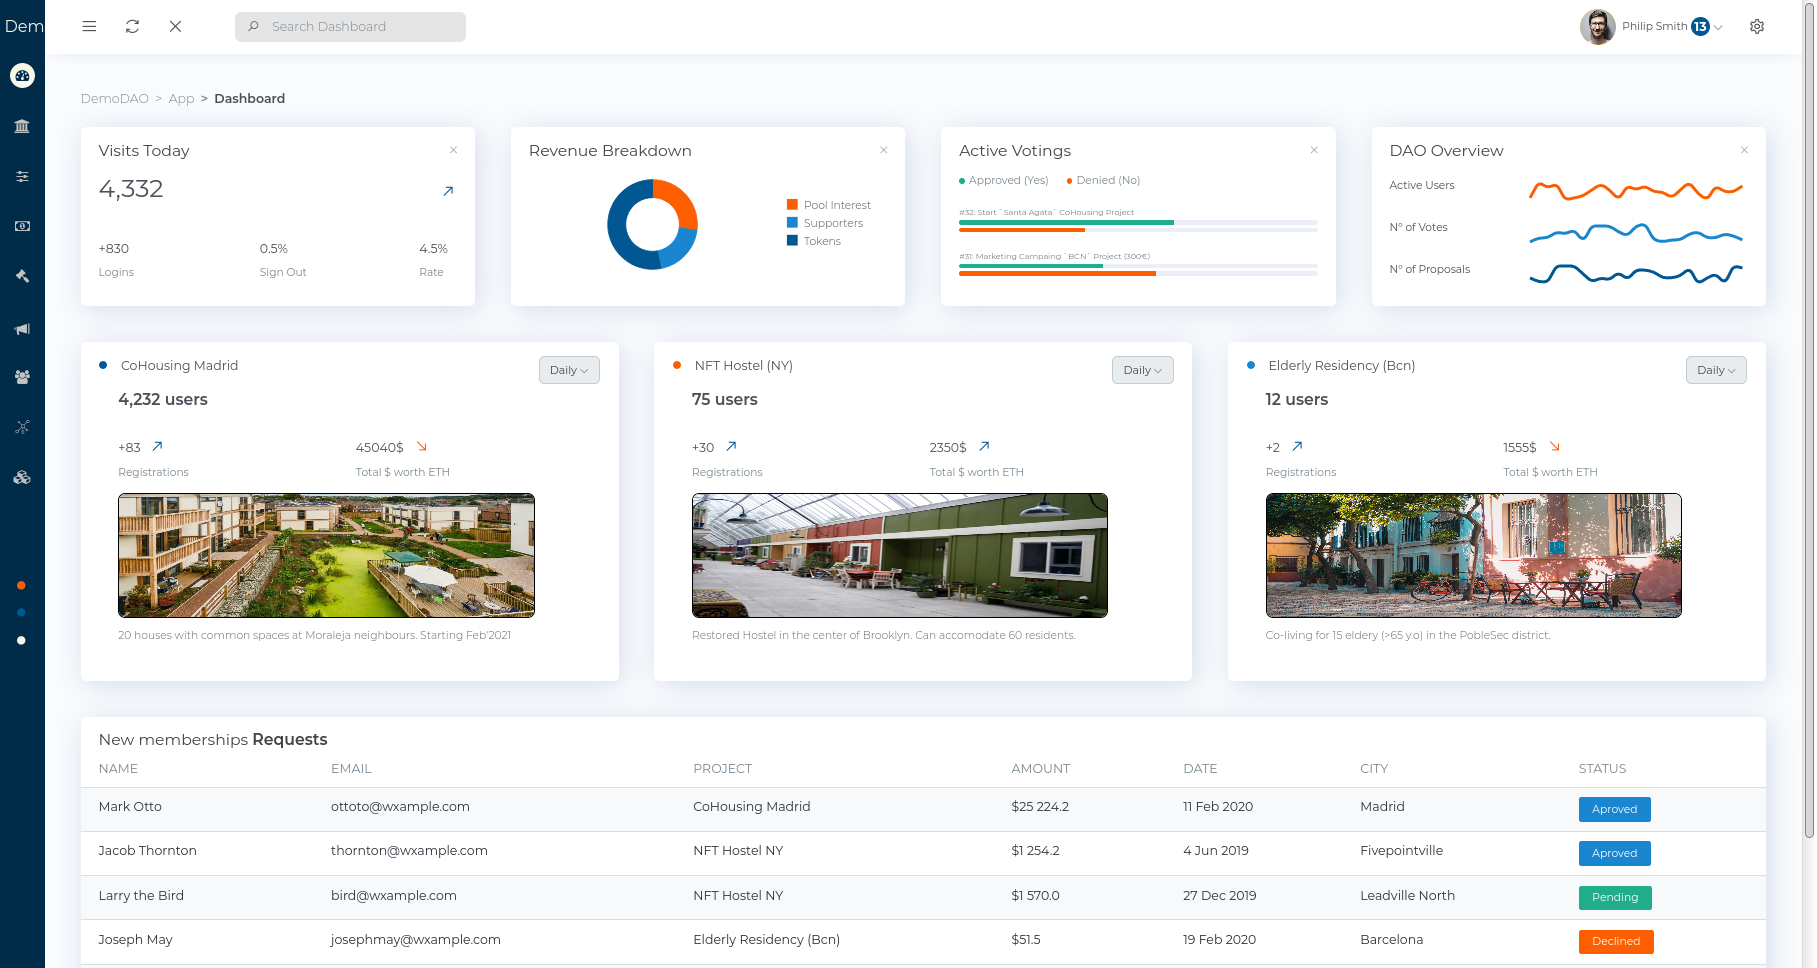 Dem
Search Dashboard
Philip Smith 13
DemoDAO > App > Dashboard
Visits Today
4,332
+830 0.5% 4.5%
Logins Sign Out Rate
Revenue Breakdown
Pool Interest
Supporters
Tokens
Active Votings
Approved (Yes) Denied (No)
#32: Start `Santa Agata` CoHousing Project
#31: Marketing Campaing `BCN` Project (300€)
DAO Overview
Active Users
Nº of Votes
Nº of Proposals
CoHousing Madrid
Daily
4,232 users
+83 45040$
Registrations Total $ worth ETH
20 houses with common spaces at Moraleja neighbours. Starting Feb'2021
NFT Hostel (NY)
Daily
75 users
+30 2350$
Registrations Total $ worth ETH
Restored Hostel in the center of Brooklyn. Can accomodate 60 residents.
Elderly Residency (Bcn)
Daily
12 users
+2 1555$
Registrations Total $ worth ETH
Co-living for 15 eldery (>65 y.o) in the PobleSec district.
New memberships Requests
NAME EMAIL PROJECT AMOUNT DATE CITY STATUS
Mark Otto ottoto@wxample.com CoHousing Madrid $25 224.2 11 Feb 2020 Madrid Aproved
Jacob Thornton thornton@wxample.com NFT Hostel NY $1 254.2 4 Jun 2019 Fivepointville Aproved
Larry the Bird bird@wxample.com NFT Hostel NY $1 570.0 27 Dec 2019 Leadville North Pending
Joseph May josephmay@wxample.com Elderly Residency (Bcn) $51.5 19 Feb 2020 Barcelona Declined